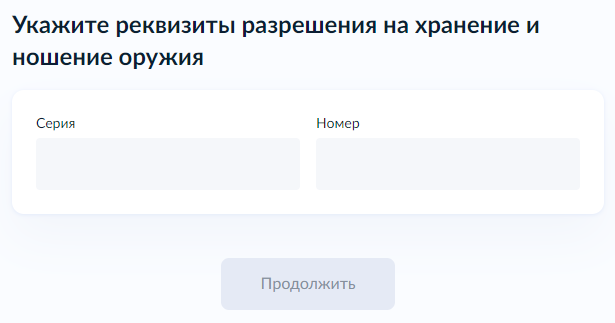 Укажите реквизиты разрешения на хранение и
ношение оружия
Серия
Номер
Продолжить